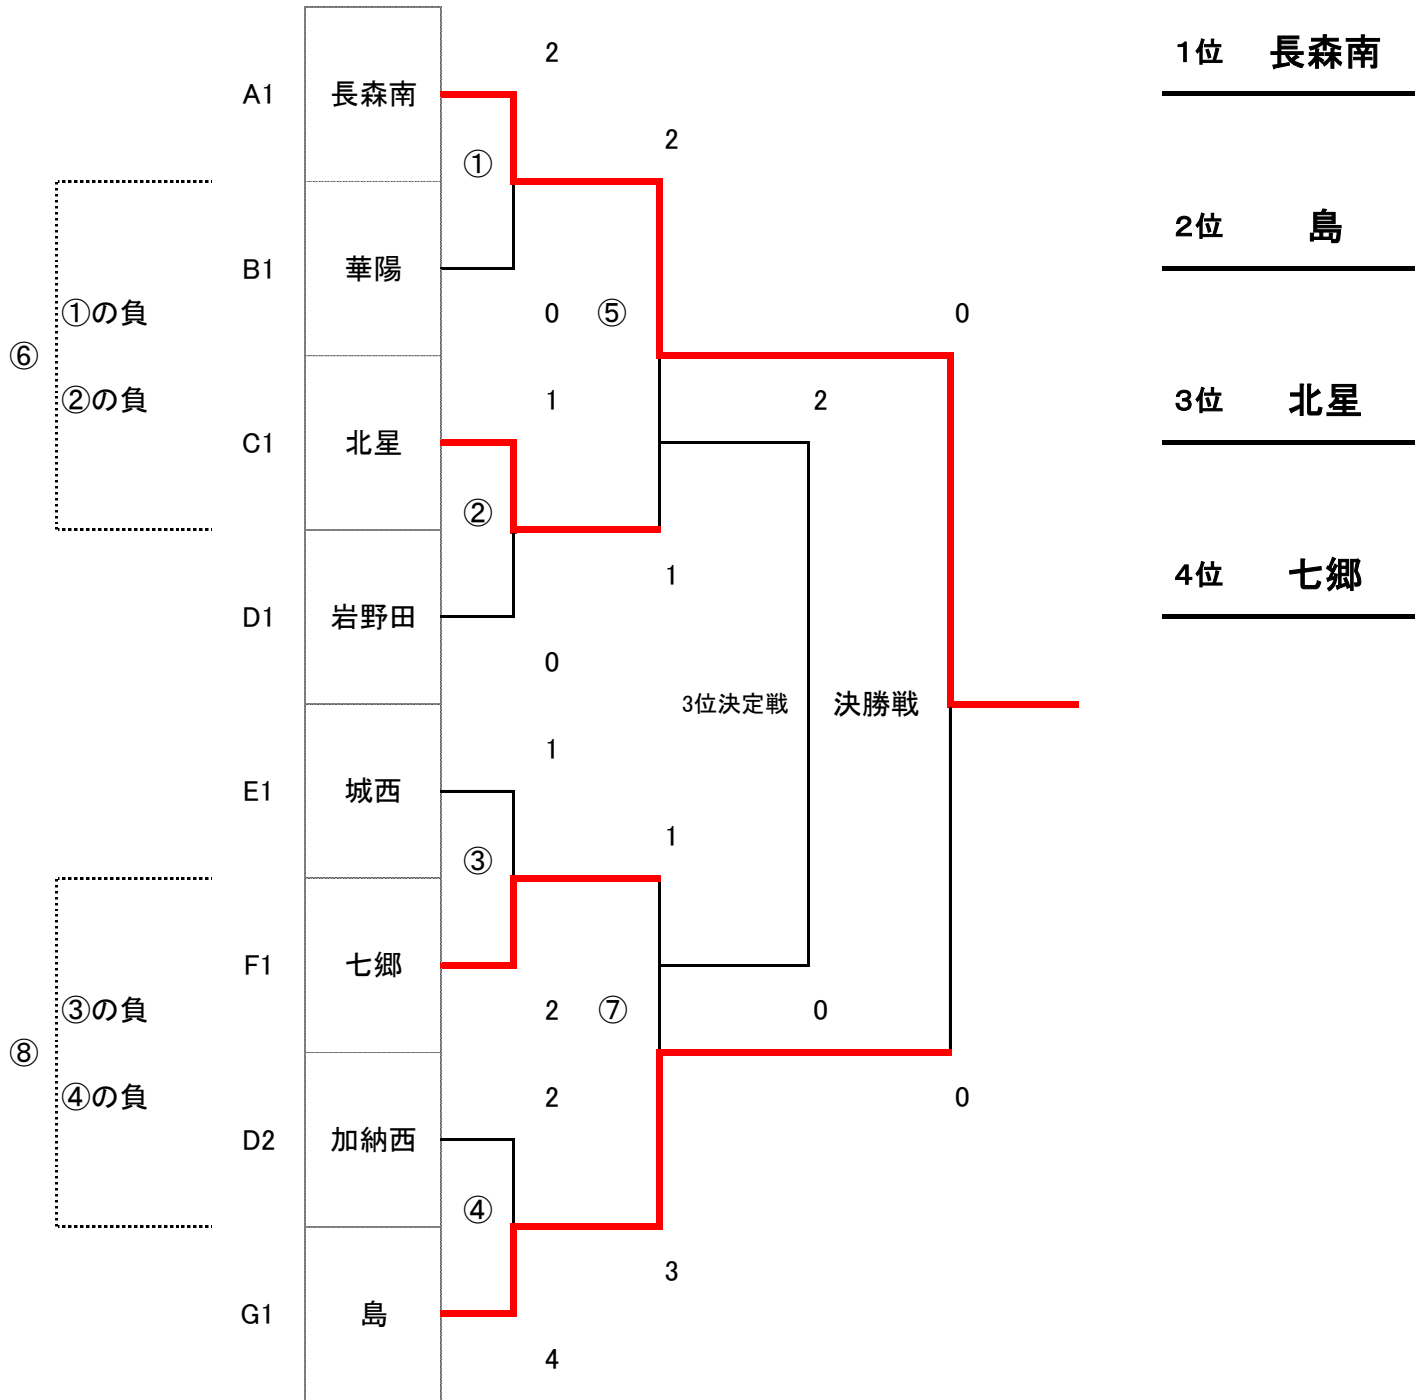 2
1位 長森南
A1 長森南
2
①
2位 島
B1 華陽
①の負
0 ⑤
0
⑥
②の負
1
2
3位 北星
C1 北星
②
1
4位 七郷
D1 岩野田
0
3位決定戦 決勝戦
1
E1 城西
1
③
F1 七郷
③の負
2 ⑦
0
⑧
④の負
2
0
D2 加納西
④
3
G1 島
4